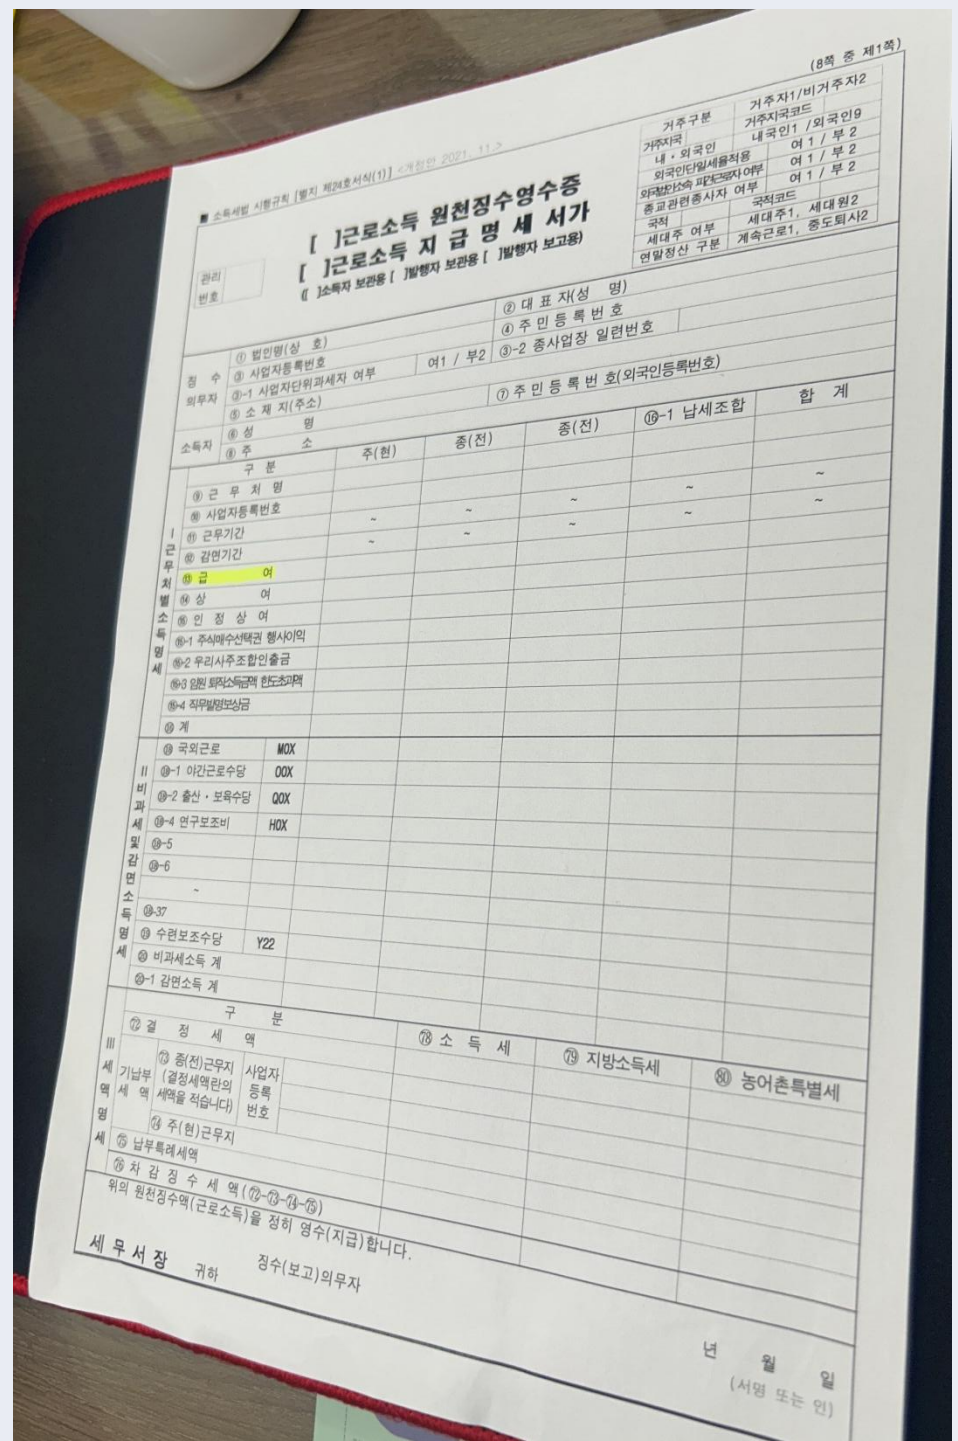 (8쪽 중 제1쪽)
■ 소득세법 시행규칙 [별지 제24호서식(1)] <개정안 2021. 11.>
거주구분 거주자1/비거주자2
거주지국 거주지국코드
내・외국인 내국인1 /외국인9
외국인단일세율적용 여 1 / 부 2
외국법인소속 파견근로자 여부 여 1 / 부 2
종교관련종사자 여부 여 1 / 부 2
국적 국적코드
세대주 여부 세대주1, 세대원2
연말정산 구분 계속근로1, 중도퇴사2
관리
번호
[ ]근로소득 원천징수영수증
[ ]근로소득 지 급 명 세 서가
([ ]소득자 보관용 [ ]발행자 보관용 [ ]발행자 보고용)
징 수
의무자
① 법인명(상 호) ② 대 표 자(성 명)
③ 사업자등록번호 ④ 주 민 등 록 번 호
③-1 사업자단위과세자 여부 여1 / 부2 ③-2 종사업장 일련번호
⑤ 소 재 지(주소)
소득자
⑥ 성 명 ⑦ 주 민 등 록 번 호(외국인등록번호)
⑧ 주 소
구 분 주(현) 종(전) 종(전) ⑯-1 납세조합 합 계
Ⅰ근무처별소득명세
⑨ 근 무 처 명
⑩ 사업자등록번호
⑪ 근무기간 ~ ~ ~ ~ ~
⑫ 감면기간 ~ ~ ~ ~ ~
⑬ 급 여
⑭ 상 여
⑮ 인 정 상 여
⑮-1 주식매수선택권 행사이익
⑮-2 우리사주조합인출금
⑮-3 임원 퇴직소득금액 한도초과액
⑮-4 직무발명보상금
⑯ 계
Ⅱ비과세및감면소득명세
⑱ 국외근로 M0X
⑱-1 야간근로수당 O0X
⑱-2 출산・보육수당 Q0X
⑱-4 연구보조비 H0X
⑱-5
⑱-6
~
⑱-37
⑲ 수련보조수당 Y22
⑳ 비과세소득 계
⑳-1 감면소득 계
Ⅲ세액명세
구 분 78 소 득 세 79 지방소득세 80 농어촌특별세
72 결 정 세 액
기납부
세 액
73 종(전)근무지
(결정세액란의
세액을 적습니다)
사업자
등록
번호
74 주(현)근무지
75 납부특례세액
76 차 감 징 수 세 액(72-73-74-75)
위의 원천징수액(근로소득)을 정히 영수(지급)합니다.
년 월 일
징수(보고)의무자 (서명 또는 인)
세 무 서 장 귀하